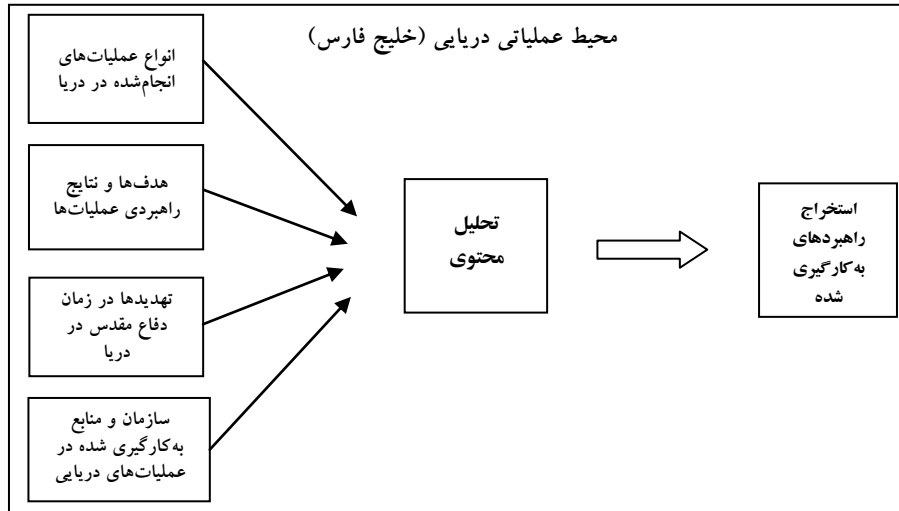 محیط عملیاتی دریایی (خلیج فارس)
انواع عملیات‌های
انجام‌شده در دریا
هدف‌ها و نتایج
راهبردی عملیات‌ها
تهدیدها در زمان
دفاع مقدس در
دریا
سازمان و منابع
به‌کارگیری شده در
عملیات‌های دریایی
تحلیل
محتوی
استخراج
راهبردهای
به‌کارگیری
شده